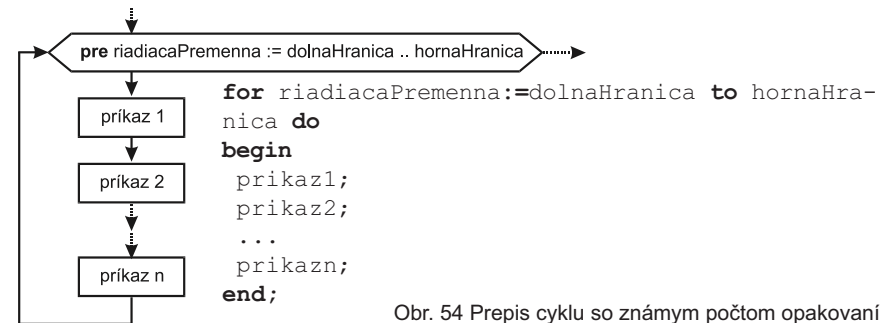 pre riadiacaPremenna := dolnaHranica .. hornaHranica
príkaz 1
príkaz 2
príkaz n
for riadiacaPremenna:=dolnaHranica to hornaHra-
nica do
begin
prikaz1;
prikaz2;
...
prikazn;
end;
Obr. 54 Prepis cyklu so známym počtom opakovaní